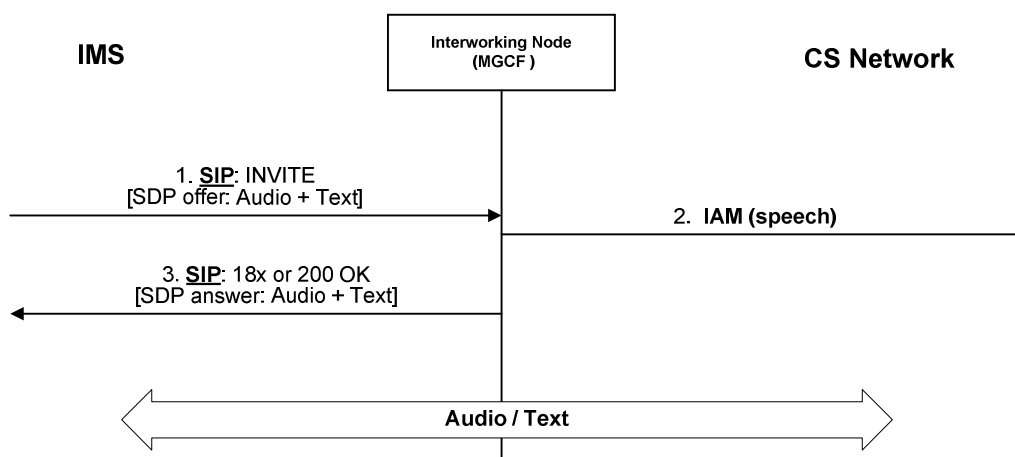 IMS
Interworking Node
(MGCF )
CS Network
1. SIP: INVITE
[SDP offer: Audio + Text]
2. IAM (speech)
3. SIP: 18x or 200 OK
[SDP answer: Audio + Text]
Audio / Text